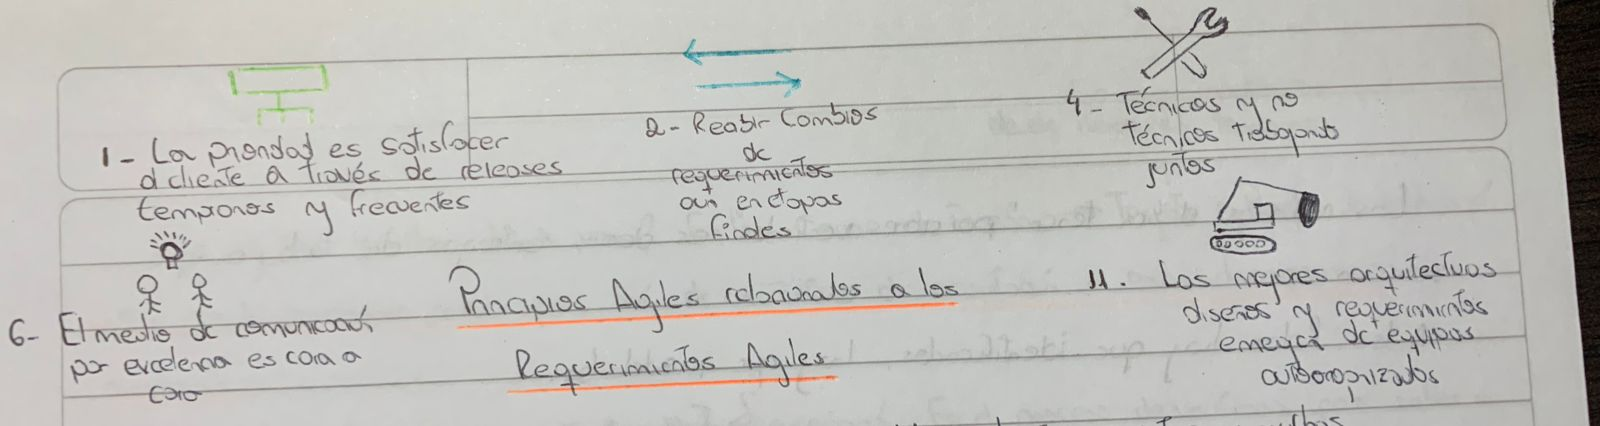 1- La prioridad es satisfacer
al cliente a través de releases
tempranos y frecuentes
2- Recibir Cambios
de
requerimientos
aun en etapas
finales
4- Técnicos y no
técnicos trabajando
juntos
6- El medio de comunicación
por excelencia es cara a
cara
Principios Agiles relacionados a los
Requerimientos Agiles
11. Las mejores arquitecturas
diseños y requerimientos
emergen de equipos
autoorganizados